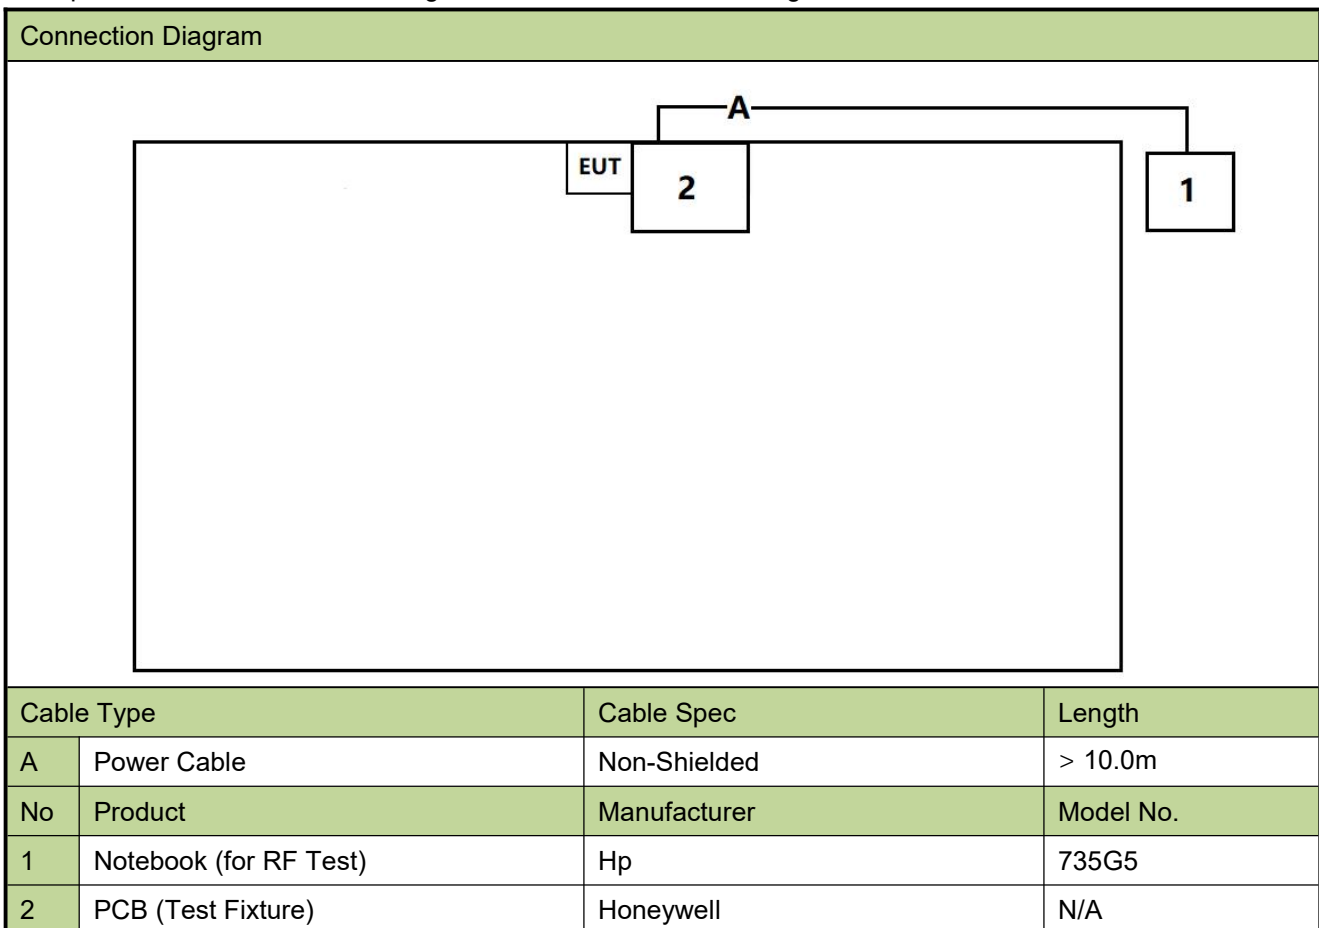 Connection Diagram
A
EUT
2
1
Cable Type Cable Spec Length
A Power Cable Non-Shielded > 10.0m
No Product Manufacturer Model No.
1 Notebook (for RF Test) Hp 735G5
2 PCB (Test Fixture) Honeywell N/A